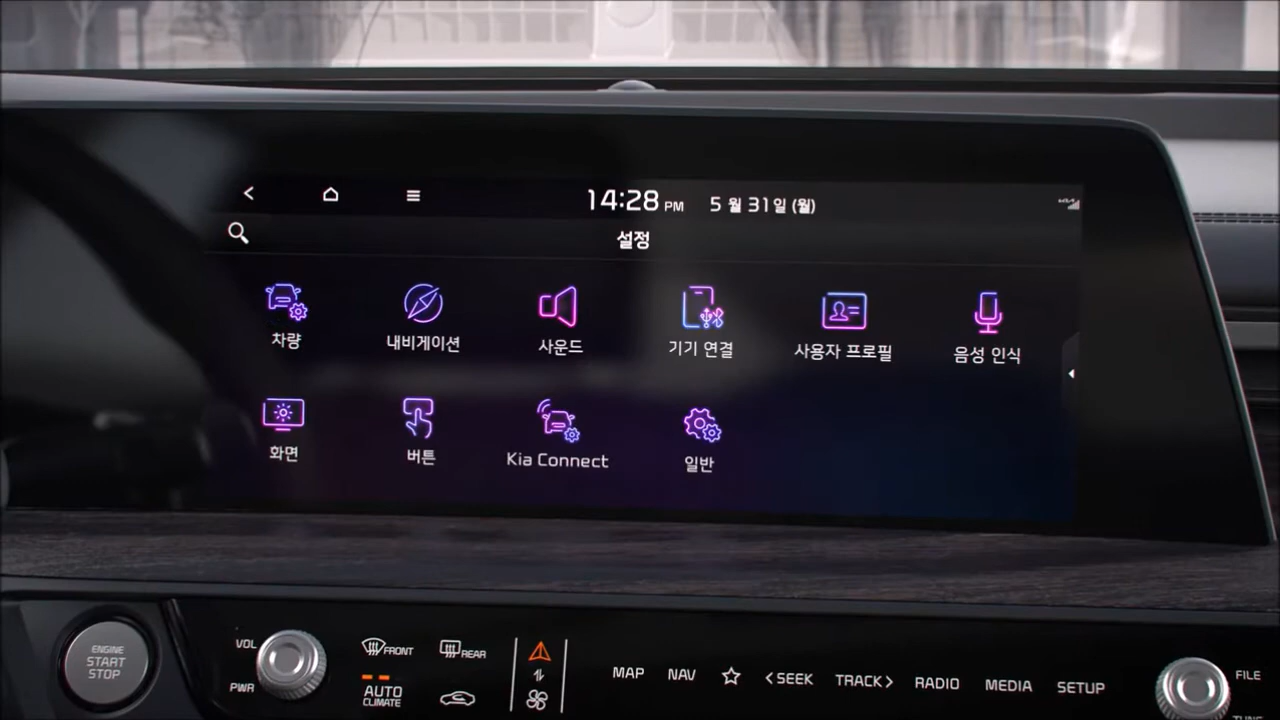 14:28 PM 5 월 31일 (월)
설정
차량 내비게이션 사운드 기기 연결 사용자 프로필 음성 인식
화면 버튼 Kia Connect 일반
ENGINE
START
STOP
VOL
PWR
FRONT
REAR
AUTO
CLIMATE
MAP NAV SEEK TRACK RADIO MEDIA SETUP
FILE